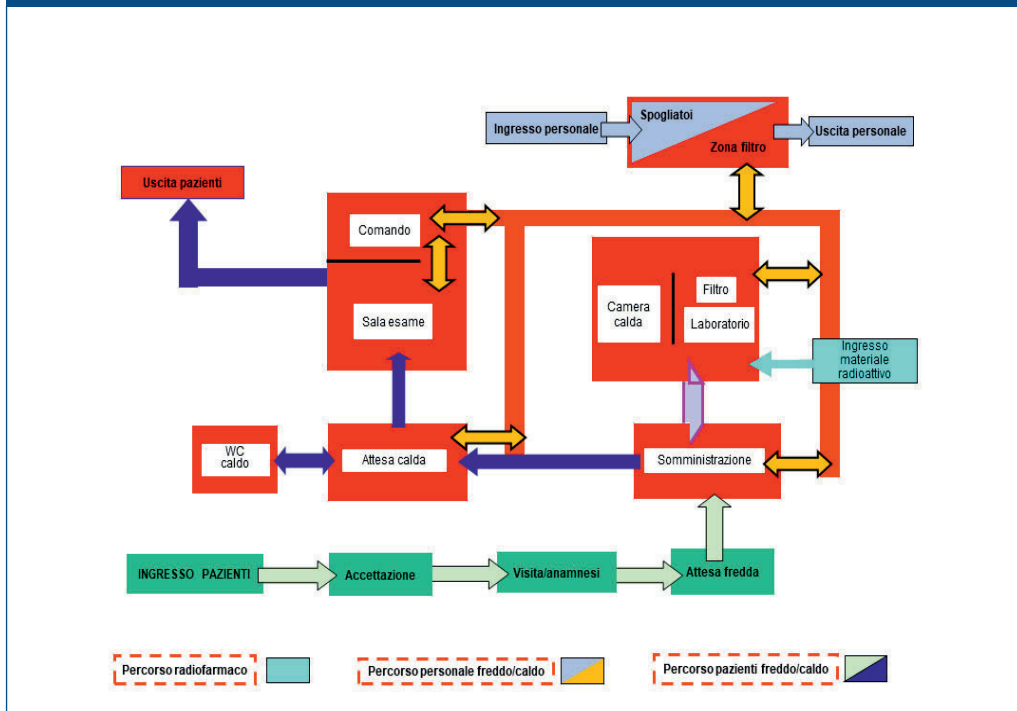 Spogliatoi
Ingresso personale
Uscita personale
Zona filtro
Uscita pazienti
Comando
Sala esame
Camera
calda
Filtro
Laboratorio
Ingresso
materiale
radioattivo
WC
caldo
Attesa calda
Somministrazione
INGRESSO PAZIENTI
Accettazione
Visita/anamnesi
Attesa fredda
Percorso radiofarmaco
Percorso personale freddo/caldo
Percorso pazienti freddo/caldo